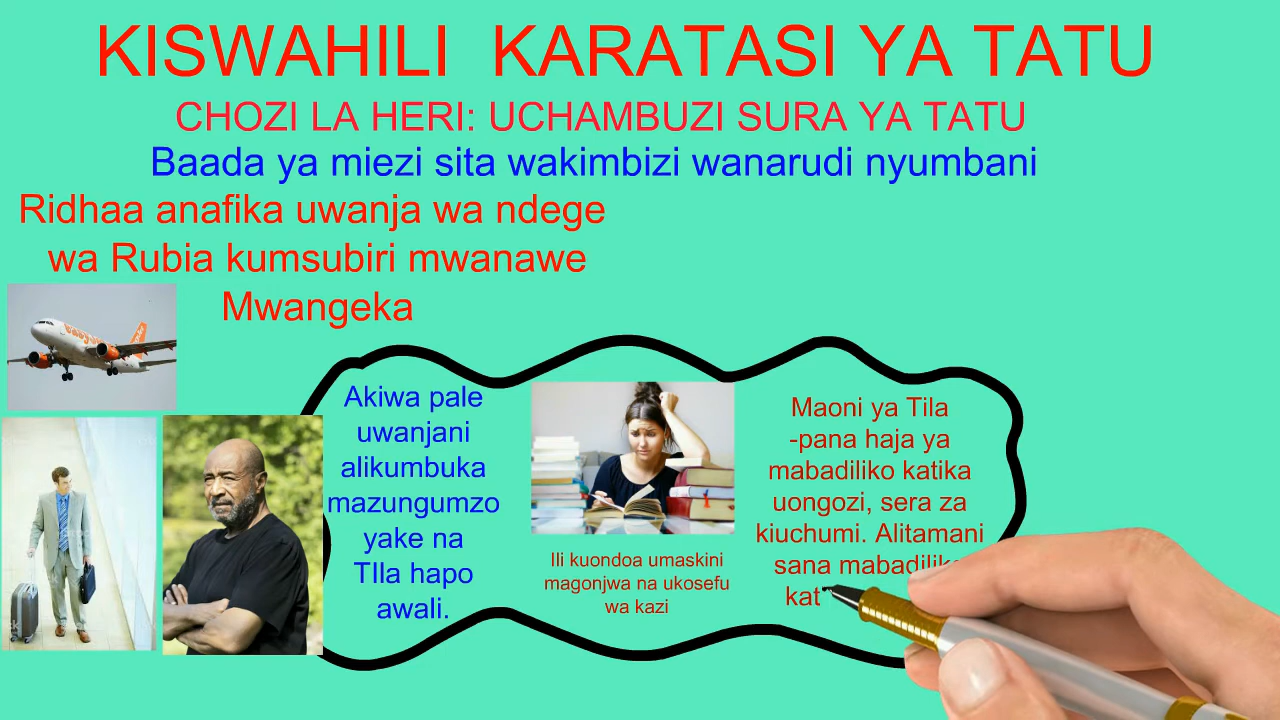 KISWAHILI KARATASI YA TATU
CHOZI LA HERI: UCHAMBUZI SURA YA TATU
Baada ya miezi sita wakimbizi wanarudi nyumbani
Ridhaa anafika uwanja wa ndege
wa Rubia kumsubiri mwanawe
Mwangeka
Akiwa pale
uwanjani
alikumbuka
mazungumzo
yake na
TIla hapo
awali.
Ili kuondoa umaskini
magonjwa na ukosefu
wa kazi
Maoni ya Tila
-pana haja ya
mabadiliko katika
uongozi, sera za
kiuchumi. Alitamani
sana mabadiliko
kat